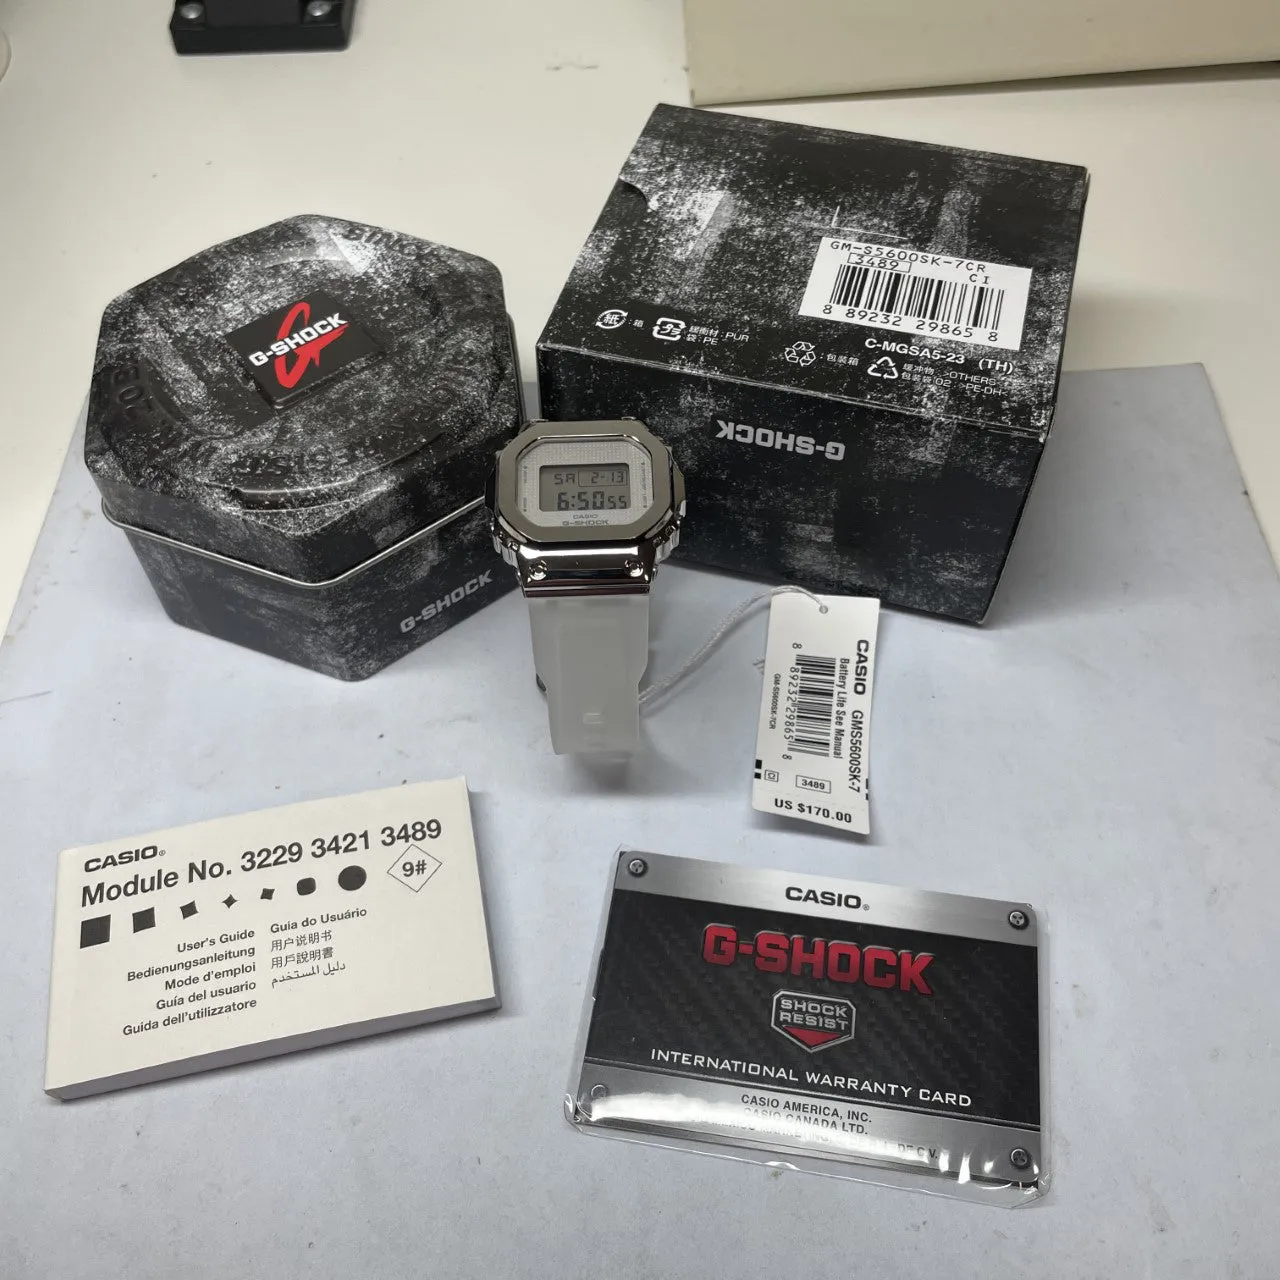 G-SHOCK
G-SHOCK
GM-S5600SK-7CR
3489
CI
8 89232 29865 8
C-MGSA5-23 (TH)
紙 : 箱
緩衝材 : PUR
袋 : PE
: 包装箱
緩冲物 :OTHERS
包装袋 02 >PE-DH<
G-SHOCK
SA 2-13
6:50 55
CASIO
G-SHOCK
CASIO GMS5600SK-7
Battery Life See Manual
8 89232 29865 8
GM-S5600SK-7CR
3489
US $170.00
CASIO®
Module No. 3229 3421 3489
9#
User's Guide
Bedienungsanleitung
Mode d'emploi
Guía del usuario
Guida dell'utilizzatore
Guia do Usuário
用户说明书
用戶說明書
دليل المستخدم
CASIO®
G-SHOCK
SHOCK
RESIST
INTERNATIONAL WARRANTY CARD
CASIO AMERICA, INC.
CASIO CANADA LTD.
DE C.V.